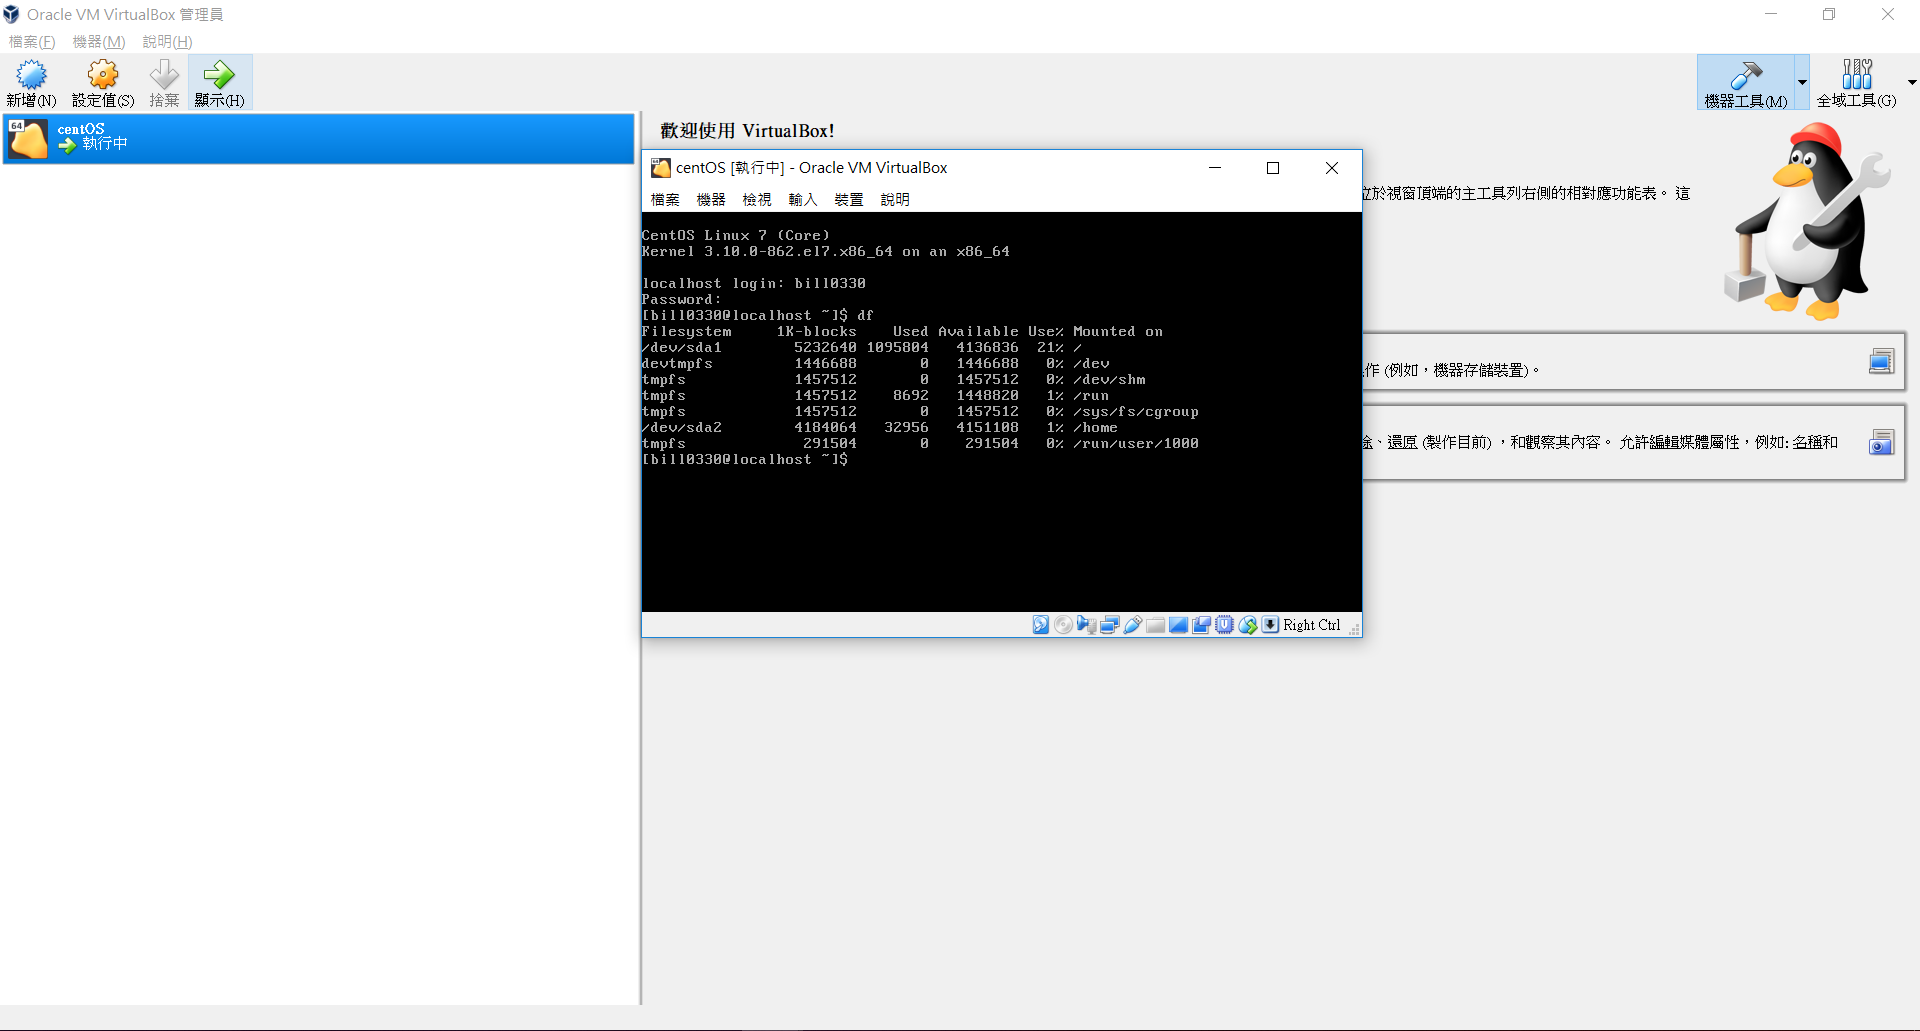 Oracle VM VirtualBox 管理員
檔案(F) 機器(M) 說明(H)
新增(N) 設定值(S) 捨棄 顯示(H)
機器工具(M) 全域工具(G)
64
centOS
執行中
歡迎使用 VirtualBox!
位於視窗頂端的主工具列右側的相對應功能表。 這
作 (例如，機器存儲裝置)。
、還原 (製作目前) ，和觀察其內容。 允許編輯媒體屬性，例如: 名稱和
centOS [執行中] - Oracle VM VirtualBox
檔案 機器 檢視 輸入 裝置 說明
CentOS Linux 7 (Core)
Kernel 3.10.0-862.el7.x86_64 on an x86_64
localhost login: bill0330
Password:
[bill0330@localhost ~]$ df
Filesystem 1K-blocks Used Available Use% Mounted on
/dev/sda1 5232640 1095804 4136836 21% /
devtmpfs 1446688 0 1446688 0% /dev
tmpfs 1457512 0 1457512 0% /dev/shm
tmpfs 1457512 8692 1448820 1% /run
tmpfs 1457512 0 1457512 0% /sys/fs/cgroup
/dev/sda2 4184064 32956 4151108 1% /home
tmpfs 291504 0 291504 0% /run/user/1000
[bill0330@localhost ~]$
Right Ctrl